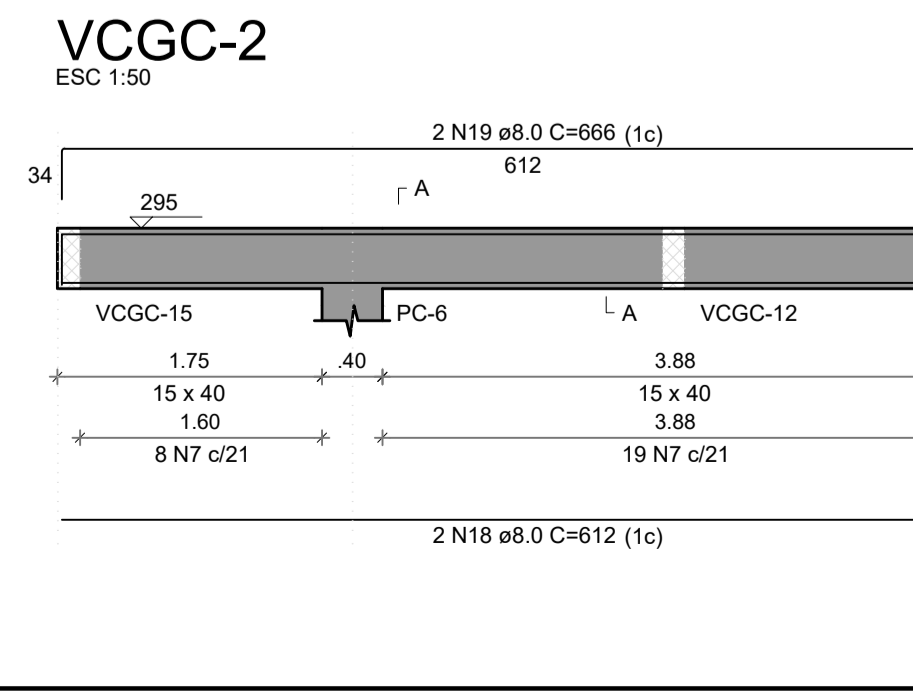 VCGC-2
ESC 1:50
2 N19 ø8.0 C=666 (1c)
612
34
A
295
VCGC-15
PC-6
A
VCGC-12
1.75
.40
3.88
15 x 40
15 x 40
1.60
3.88
8 N7 c/21
19 N7 c/21
2 N18 ø8.0 C=612 (1c)